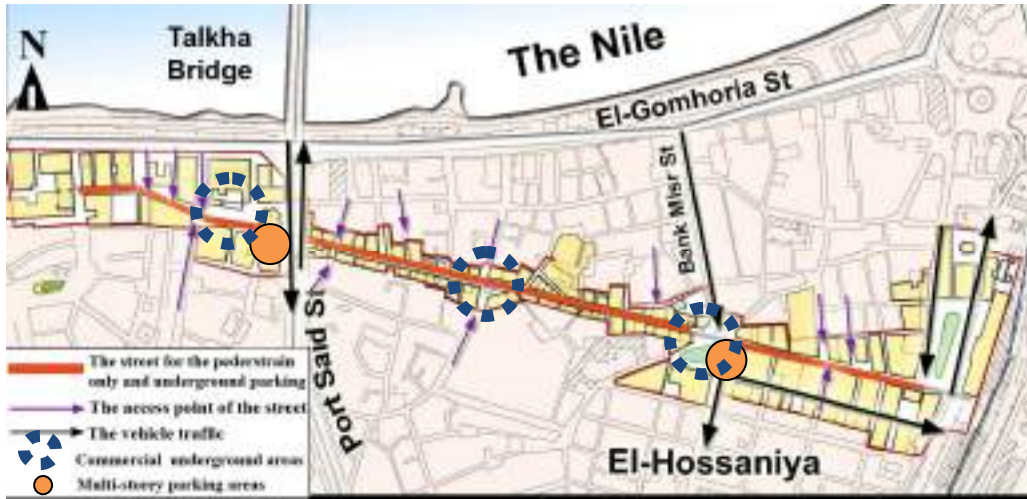 N
Talkha
Bridge
The Nile
El-Gomhoria St
Bank Misr St
Port Said St
El-Hossaniya
The street for the pederstrain
only and underground parking
The access point of the street
The vehicle traffic
Commercial underground areas
Multi-storey parking areas